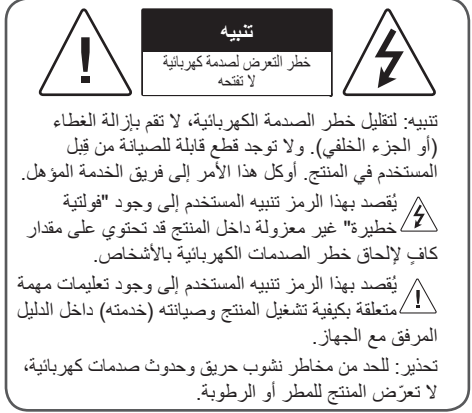 تنبيه
خطر التعرض لصدمة كهربائية
لا تفتحه
تنبيه: لتقليل خطر الصدمة الكهربائية، لا تقم بإزالة الغطاء
(أو الجزء الخلفي). ولا توجد قطع قابلة للصيانة من قِبل
المستخدم في المنتج. أوكل هذا الأمر إلى فريق الخدمة المؤهل.
يُقصد بهذا الرمز تنبيه المستخدم إلى وجود "فولتية
خطيرة" غير معزولة داخل المنتج قد تحتوي على مقدار
كافٍ لإلحاق خطر الصدمات الكهربائية بالأشخاص.
يُقصد بهذا الرمز تنبيه المستخدم إلى وجود تعليمات مهمة
متعلقة بكيفية تشغيل المنتج وصيانته (خدمته) داخل الدليل
المرفق مع الجهاز.
تحذير: للحد من مخاطر نشوب حريق وحدوث صدمات كهربائية،
لا تعرّض المنتج للمطر أو الرطوبة.